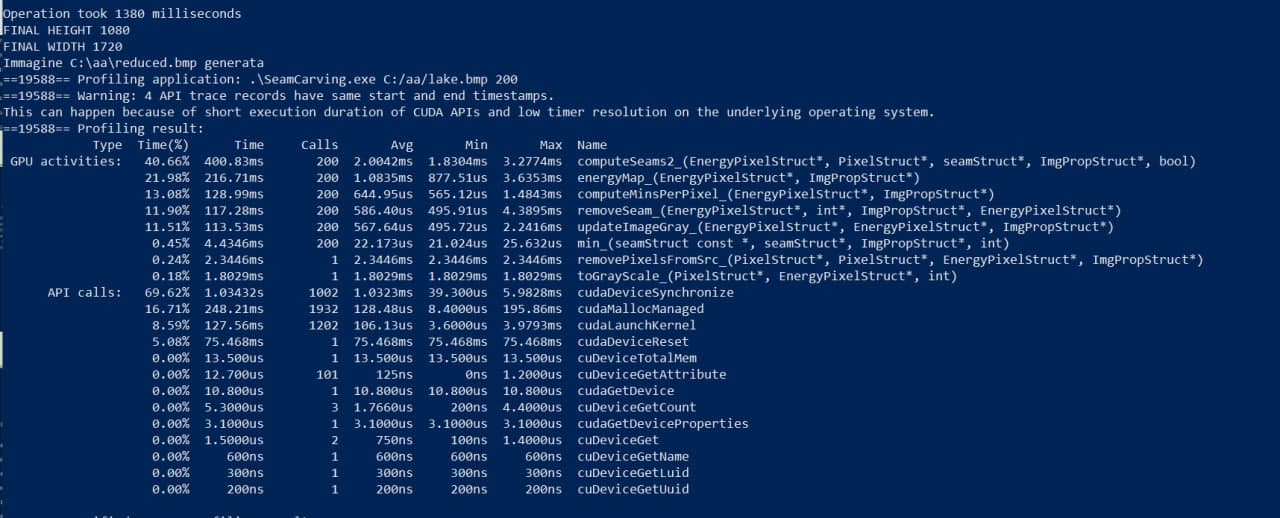 Operation took 1380 milliseconds
FINAL HEIGHT 1080
FINAL WIDTH 1720
Immagine C:\aa\reduced.bmp generata
==19588== Profiling application: .\SeamCarving.exe C:/aa/lake.bmp 200
==19588== Warning: 4 API trace records have same start and end timestamps.
This can happen because of short execution duration of CUDA APIs and low timer resolution on the underlying operating system.
==19588== Profiling result:
Type Time(%) Time Calls Avg Min Max Name
GPU activities: 40.66% 400.83ms 200 2.0042ms 1.8304ms 3.2774ms computeSeams2_(EnergyPixelStruct*, PixelStruct*, seamStruct*, ImgPropStruct*, bool)
21.98% 216.71ms 200 1.0835ms 877.51us 3.6353ms energyMap_(EnergyPixelStruct*, ImgPropStruct*)
13.08% 128.99ms 200 644.95us 565.12us 1.4843ms computeMinsPerPixel_(EnergyPixelStruct*, ImgPropStruct*)
11.90% 117.28ms 200 586.40us 495.91us 4.3895ms removeSeam_(EnergyPixelStruct*, int*, ImgPropStruct*, EnergyPixelStruct*)
11.51% 113.53ms 200 567.64us 495.72us 2.2416ms updateImageGray_(EnergyPixelStruct*, EnergyPixelStruct*, ImgPropStruct*)
0.45% 4.4346ms 200 22.173us 21.024us 25.632us min_(seamStruct const *, seamStruct*, ImgPropStruct*, int)
0.24% 2.3446ms 1 2.3446ms 2.3446ms 2.3446ms removePixelsFromSrc_(PixelStruct*, PixelStruct*, EnergyPixelStruct*, ImgPropStruct*)
0.18% 1.8029ms 1 1.8029ms 1.8029ms 1.8029ms toGrayScale_(PixelStruct*, EnergyPixelStruct*, int)
API calls: 69.62% 1.03432s 1002 1.0323ms 39.300us 5.9828ms cudaDeviceSynchronize
16.71% 248.21ms 1932 128.48us 8.4000us 195.86ms cudaMallocManaged
8.59% 127.56ms 1202 106.13us 3.6000us 3.9793ms cudaLaunchKernel
5.08% 75.468ms 1 75.468ms 75.468ms 75.468ms cudaDeviceReset
0.00% 13.500us 1 13.500us 13.500us 13.500us cuDeviceTotalMem
0.00% 12.700us 101 125ns 0ns 1.2000us cuDeviceGetAttribute
0.00% 10.800us 1 10.800us 10.800us 10.800us cudaGetDevice
0.00% 5.3000us 3 1.7660us 200ns 4.4000us cuDeviceGetCount
0.00% 3.1000us 1 3.1000us 3.1000us 3.1000us cudaGetDeviceProperties
0.00% 1.5000us 2 750ns 100ns 1.4000us cuDeviceGet
0.00% 600ns 1 600ns 600ns 600ns cuDeviceGetName
0.00% 300ns 1 300ns 300ns 300ns cuDeviceGetLuid
0.00% 200ns 1 200ns 200ns 200ns cuDeviceGetUuid